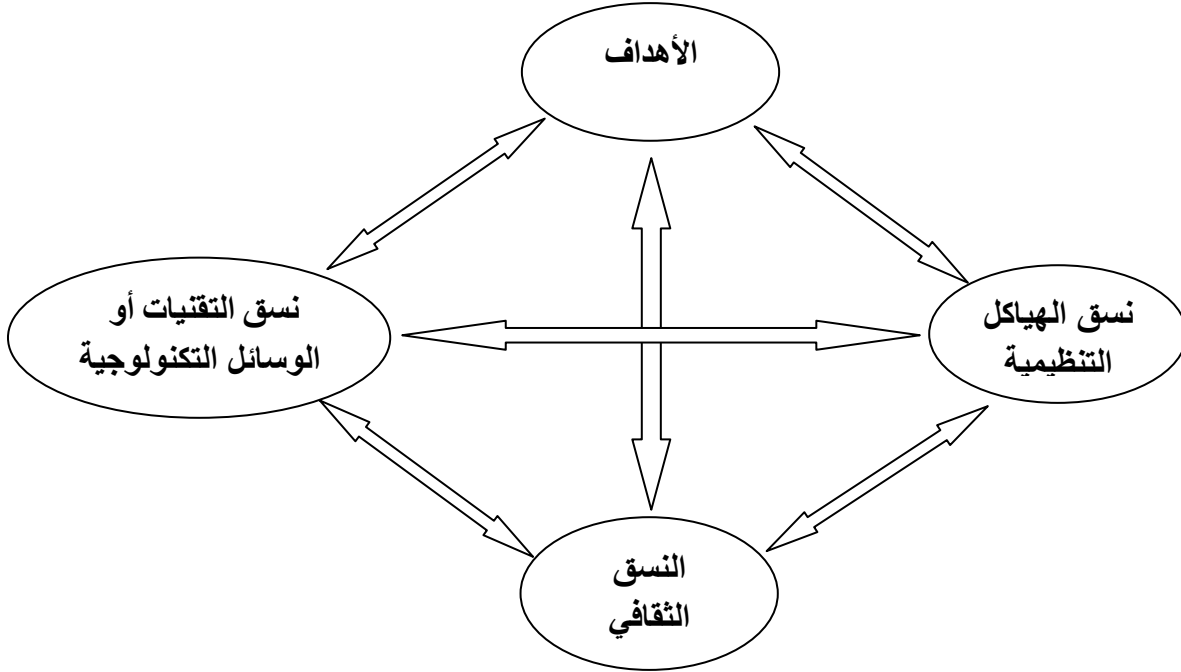 الأهداف
نسق الهياكل
التنظيمية
نسق التقنيات أو
الوسائل التكنولوجية
النسق
الثقافي